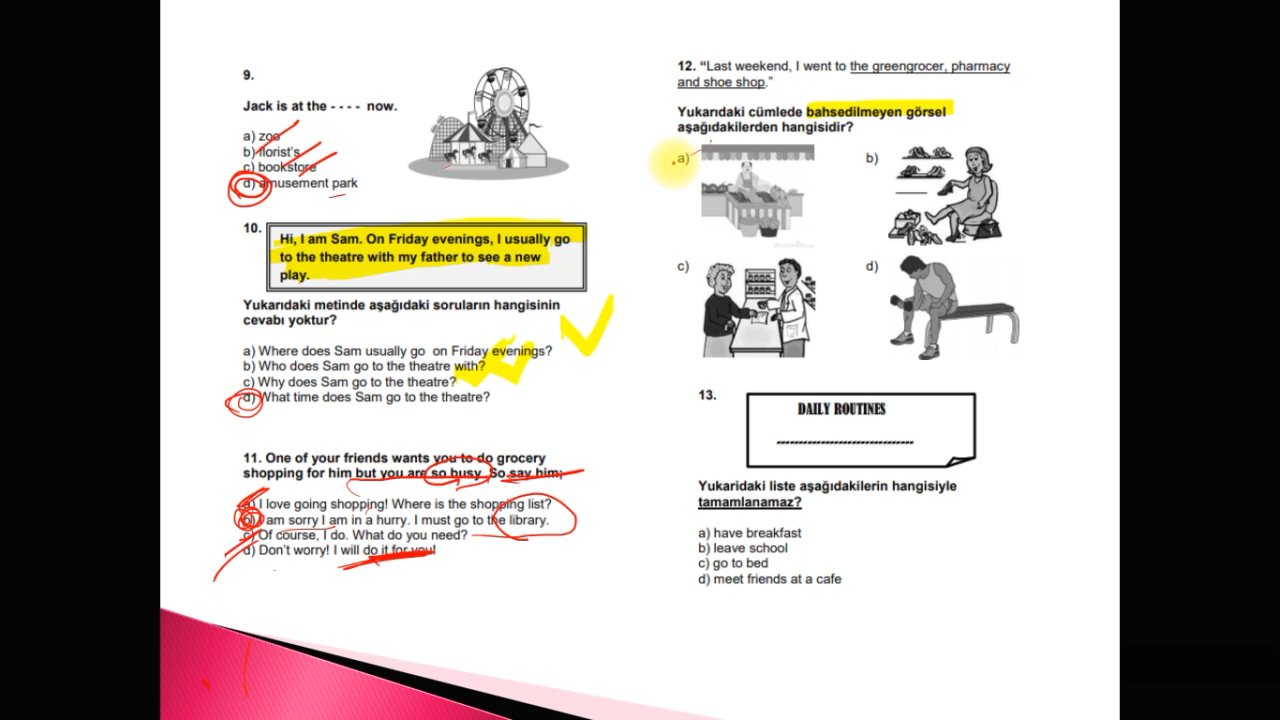 9.
Jack is at the - - - - now.
a) zoo
b) florist's
c) bookstore
d) amusement park
10.
Hi, I am Sam. On Friday evenings, I usually go
to the theatre with my father to see a new
play.
Yukarıdaki metinde aşağıdaki soruların hangisinin
cevabı yoktur?
a) Where does Sam usually go on Friday evenings?
b) Who does Sam go to the theatre with?
c) Why does Sam go to the theatre?
d) What time does Sam go to the theatre?
11. One of your friends wants you to do grocery
shopping for him but you are so busy. So say him;
a) I love going shopping! Where is the shopping list?
b) I am sorry I am in a hurry. I must go to the library.
c) Of course, I do. What do you need?
d) Don't worry! I will do it for you!
12. “Last weekend, I went to the greengrocer, pharmacy
and shoe shop.”
Yukarıdaki cümlede bahsedilmeyen görsel
aşağıdakilerden hangisidir?
a)
b)
c)
d)
13.
DAILY ROUTINES
--------------------------------
Yukaridaki liste aşağıdakilerin hangisiyle
tamamlanamaz?
a) have breakfast
b) leave school
c) go to bed
d) meet friends at a cafe